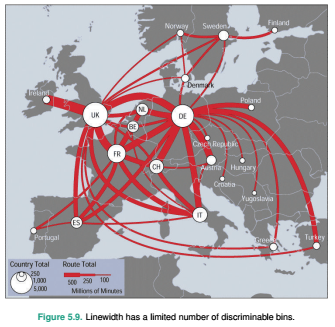 Norway
Sweden
Finland
Denmark
Ireland
UK
NL
DE
Poland
BE
Czech Republic
FR
CH
Austria
Hungary
Croatia
Yugoslavia
ES
IT
Portugal
Greece
Turkey
Country Total
Route Total
250
1,000
5,000
500 250 100
Millions of Minutes
Figure 5.9. Linewidth has a limited number of discriminable bins.